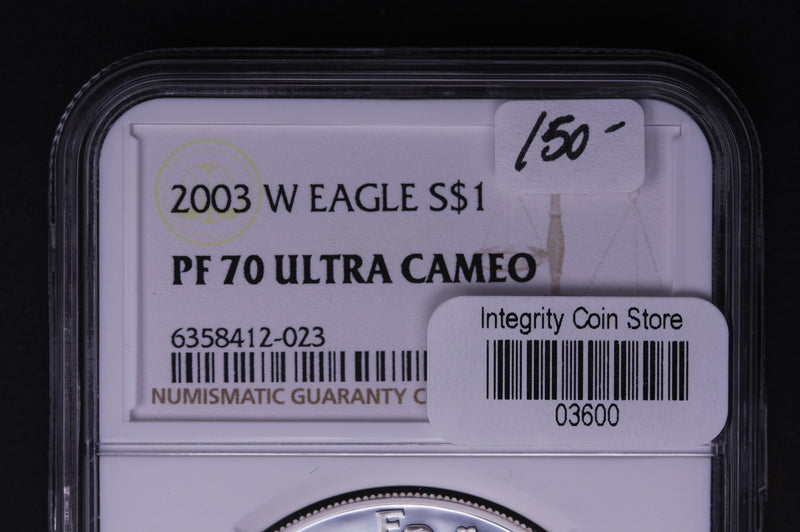 150-
2003 W EAGLE S$1
PF 70 ULTRA CAMEO
6358412-023
NUMISMATIC GUARANTY C
Integrity Coin Store
03600